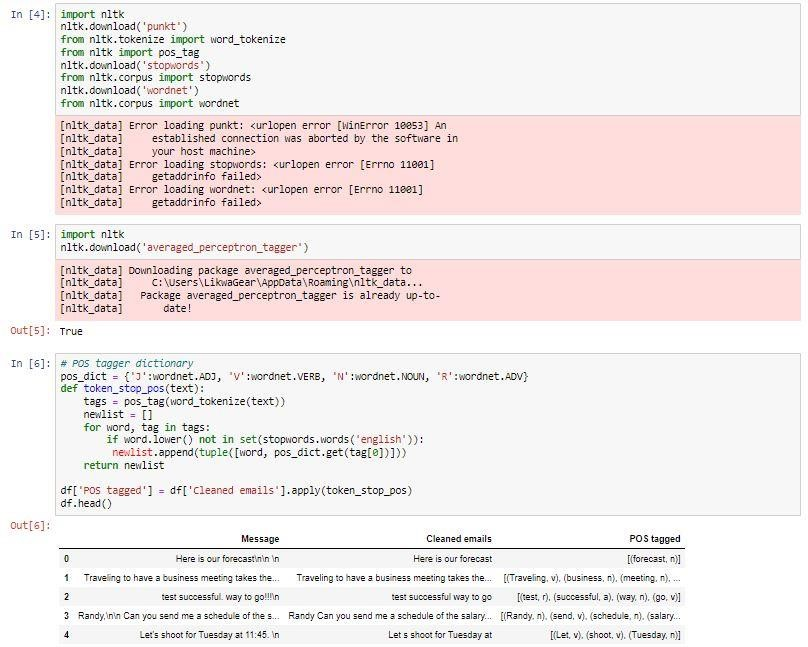 In [4]: import nltk
nltk.download('punkt')
from nltk.tokenize import word_tokenize
from nltk import pos_tag
nltk.download('stopwords')
from nltk.corpus import stopwords
nltk.download('wordnet')
from nltk.corpus import wordnet
[nltk_data] Error loading punkt: <urlopen error [WinError 10053] An
[nltk_data]     established connection was aborted by the software in
[nltk_data]     your host machine>
[nltk_data] Error loading stopwords: <urlopen error [Errno 11001]
[nltk_data]     getaddrinfo failed>
[nltk_data] Error loading wordnet: <urlopen error [Errno 11001]
[nltk_data]     getaddrinfo failed>
In [5]: import nltk
nltk.download('averaged_perceptron_tagger')
[nltk_data] Downloading package averaged_perceptron_tagger to
[nltk_data]     C:\Users\LikwaGear\AppData\Roaming\nltk_data...
[nltk_data]   Package averaged_perceptron_tagger is already up-to-
[nltk_data]       date!
Out[5]: True
In [6]: # POS tagger dictionary
pos_dict = {'J':wordnet.ADJ, 'V':wordnet.VERB, 'N':wordnet.NOUN, 'R':wordnet.ADV}
def token_stop_pos(text):
    tags = pos_tag(word_tokenize(text))
    newlist = []
    for word, tag in tags:
        if word.lower() not in set(stopwords.words('english')):
         newlist.append(tuple([word, pos_dict.get(tag[0])]))
    return newlist
df['POS tagged'] = df['Cleaned emails'].apply(token_stop_pos)
df.head()
Out[6]:
Message Cleaned emails POS tagged
0 Here is our forecast\n\n \n Here is our forecast [(forecast, n)]
1 Traveling to have a business meeting takes the... Traveling to have a business meeting takes the... [(Traveling, v), (business, n), (meeting, n), ...
2 test successful. way to go!!!\n test successful way to go [(test, r), (successful, a), (way, n), (go, v)]
3 Randy,\n\n Can you send me a schedule of the s... Randy Can you send me a schedule of the salary... [(Randy, n), (send, v), (schedule, n), (salary...
4 Let's shoot for Tuesday at 11:45. \n Let s shoot for Tuesday at [(Let, v), (shoot, v), (Tuesday, n)]